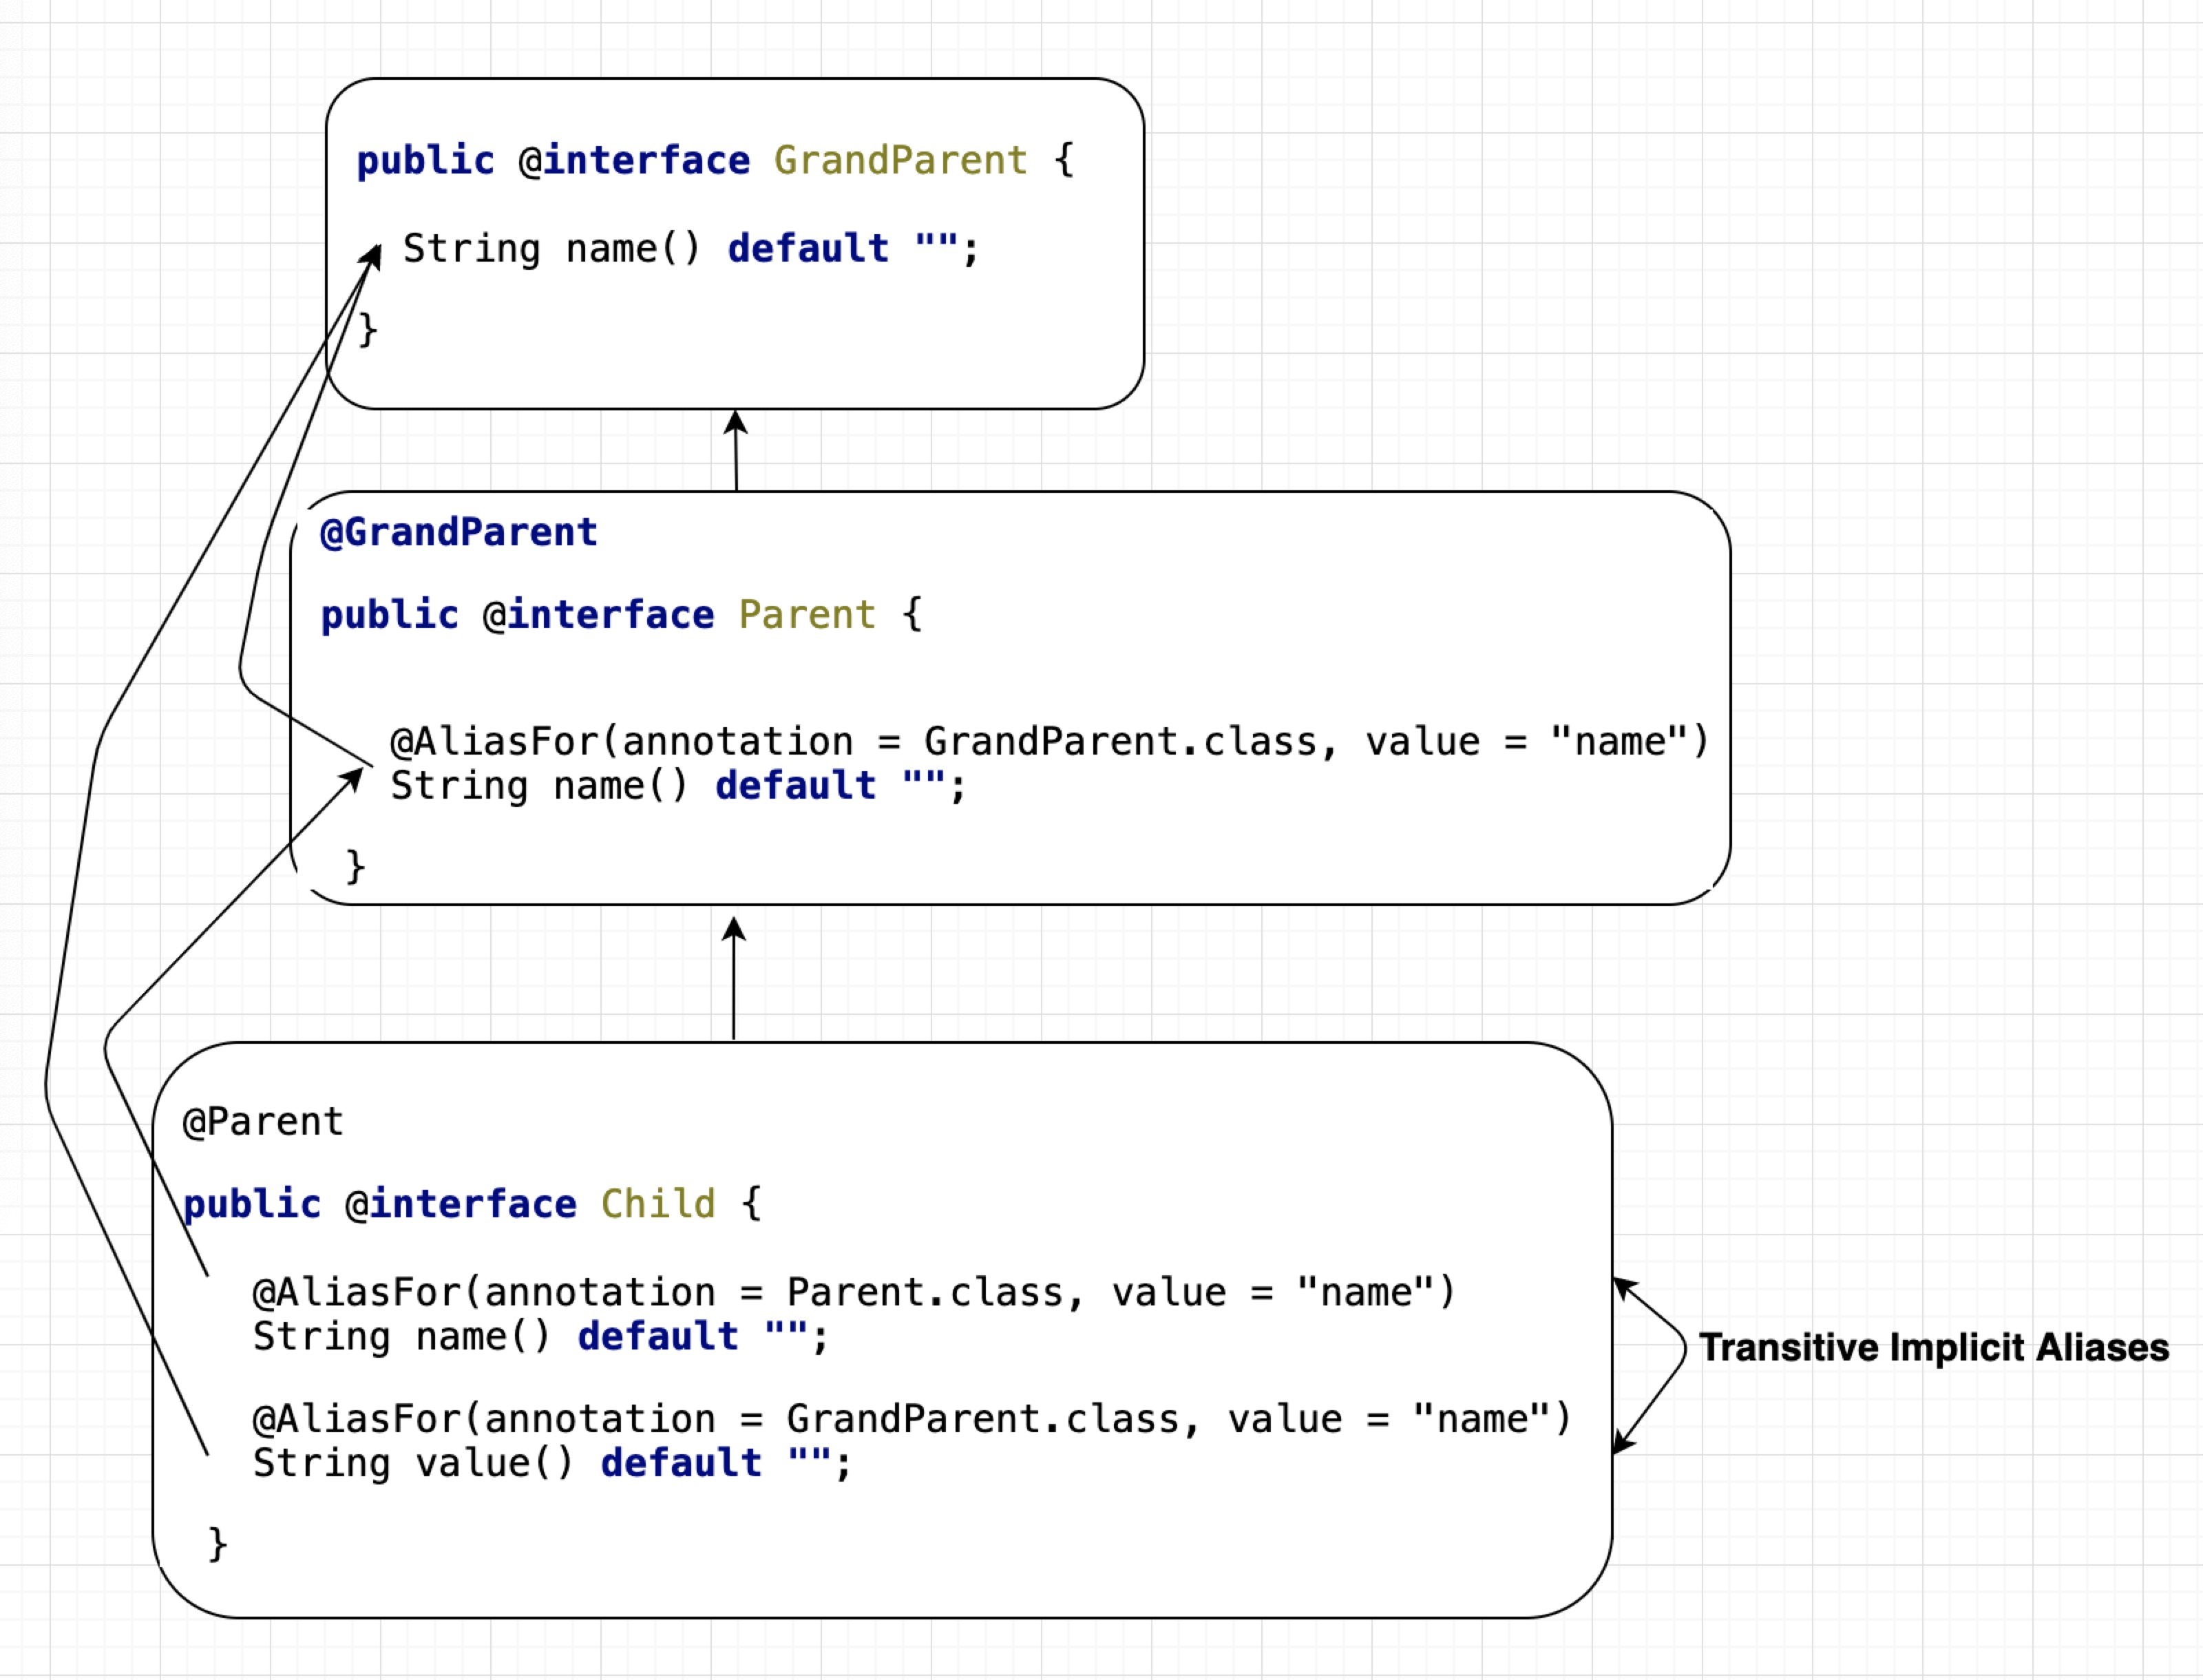 public @interface GrandParent {
String name() default "";
}
@GrandParent
public @interface Parent {
@AliasFor(annotation = GrandParent.class, value = "name")
String name() default "";
}
@Parent
public @interface Child {
@AliasFor(annotation = Parent.class, value = "name")
String name() default "";
Transitive Implicit Aliases
@AliasFor(annotation = GrandParent.class, value = "name")
String value() default "";
}